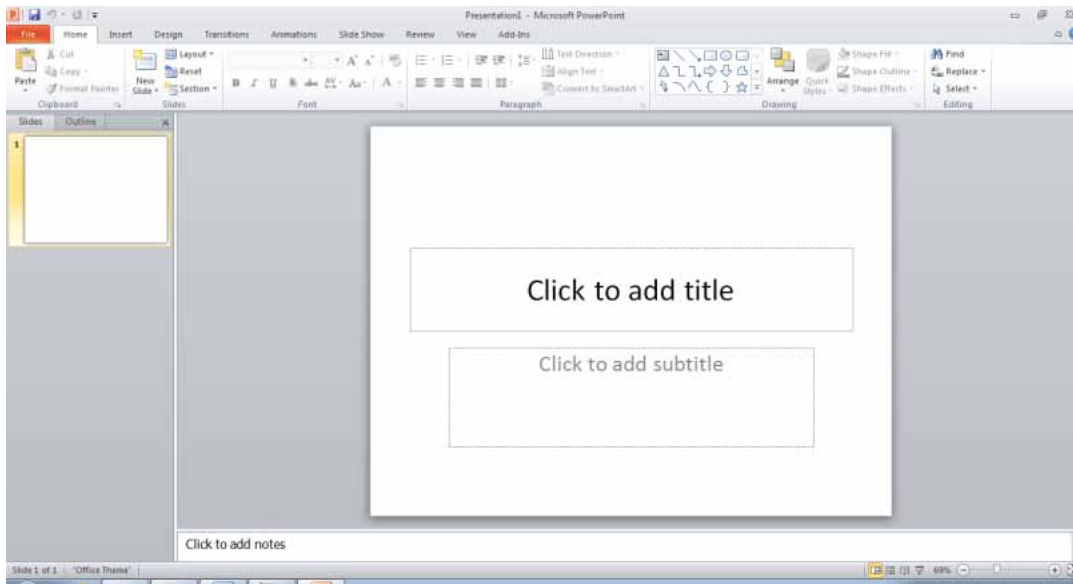 Presentation1 - Microsoft PowerPoint
File Home Insert Design Transitions Animations Slide Show Review View Add-Ins
Cut Layout Text Direction Shape Fill Find
Copy Reset Align Text Shape Outline Replace
Paste Format Painter New Slide Section Convert to SmartArt Arrange Quick Styles Shape Effects Select
Clipboard Slides Font Paragraph Drawing Editing
Slides Outline
1
Click to add title
Click to add subtitle
Click to add notes
Slide 1 of 1 "Office Theme" 69%